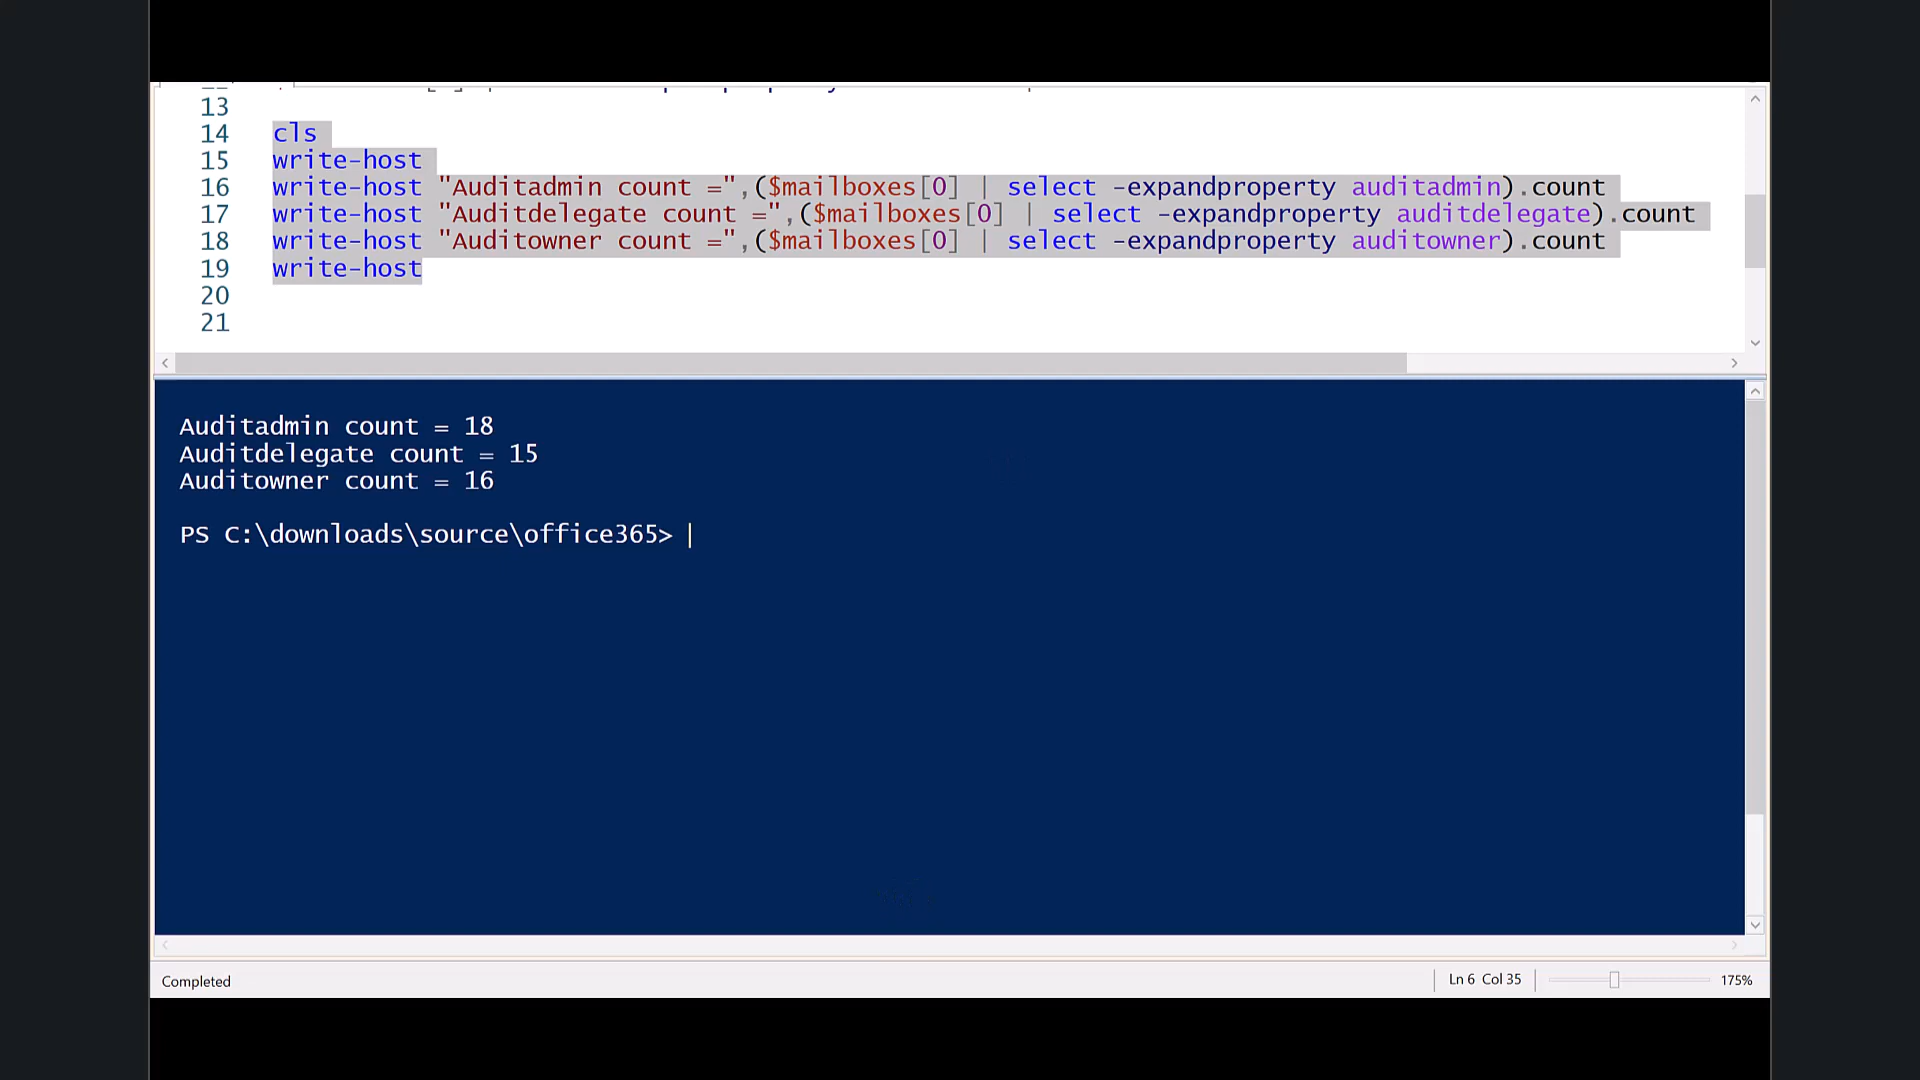 13
14 cls
15 write-host
16 write-host "Auditadmin count =",($mailboxes[0] | select -expandproperty auditadmin).count
17 write-host "Auditdelegate count =",($mailboxes[0] | select -expandproperty auditdelegate).count
18 write-host "Auditowner count =",($mailboxes[0] | select -expandproperty auditowner).count
19 write-host
20
21
Auditadmin count = 18
Auditdelegate count = 15
Auditowner count = 16
PS C:\downloads\source\office365>
Completed
Ln 6 Col 35
175%